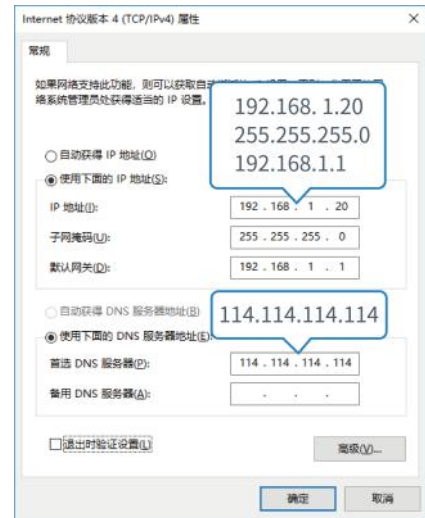 Internet 协议版本 4 (TCP/IPv4) 属性
常规
如果网络支持此功能，则可以获取自
络系统管理员处获得适当的 IP 设置。
192.168. 1.20
255.255.255.0
192.168.1.1
自动获得 IP 地址(O)
使用下面的 IP 地址(S):
IP 地址(I): 192 . 168 . 1 . 20
子网掩码(U): 255 . 255 . 255 . 0
默认网关(D): 192 . 168 . 1 . 1
自动获得 DNS 服务器地址(B)
114.114.114.114
使用下面的 DNS 服务器地址(E):
首选 DNS 服务器(P): 114 . 114 . 114 . 114
备用 DNS 服务器(A): . . .
退出时验证设置(L)
高级(V)...
确定 取消